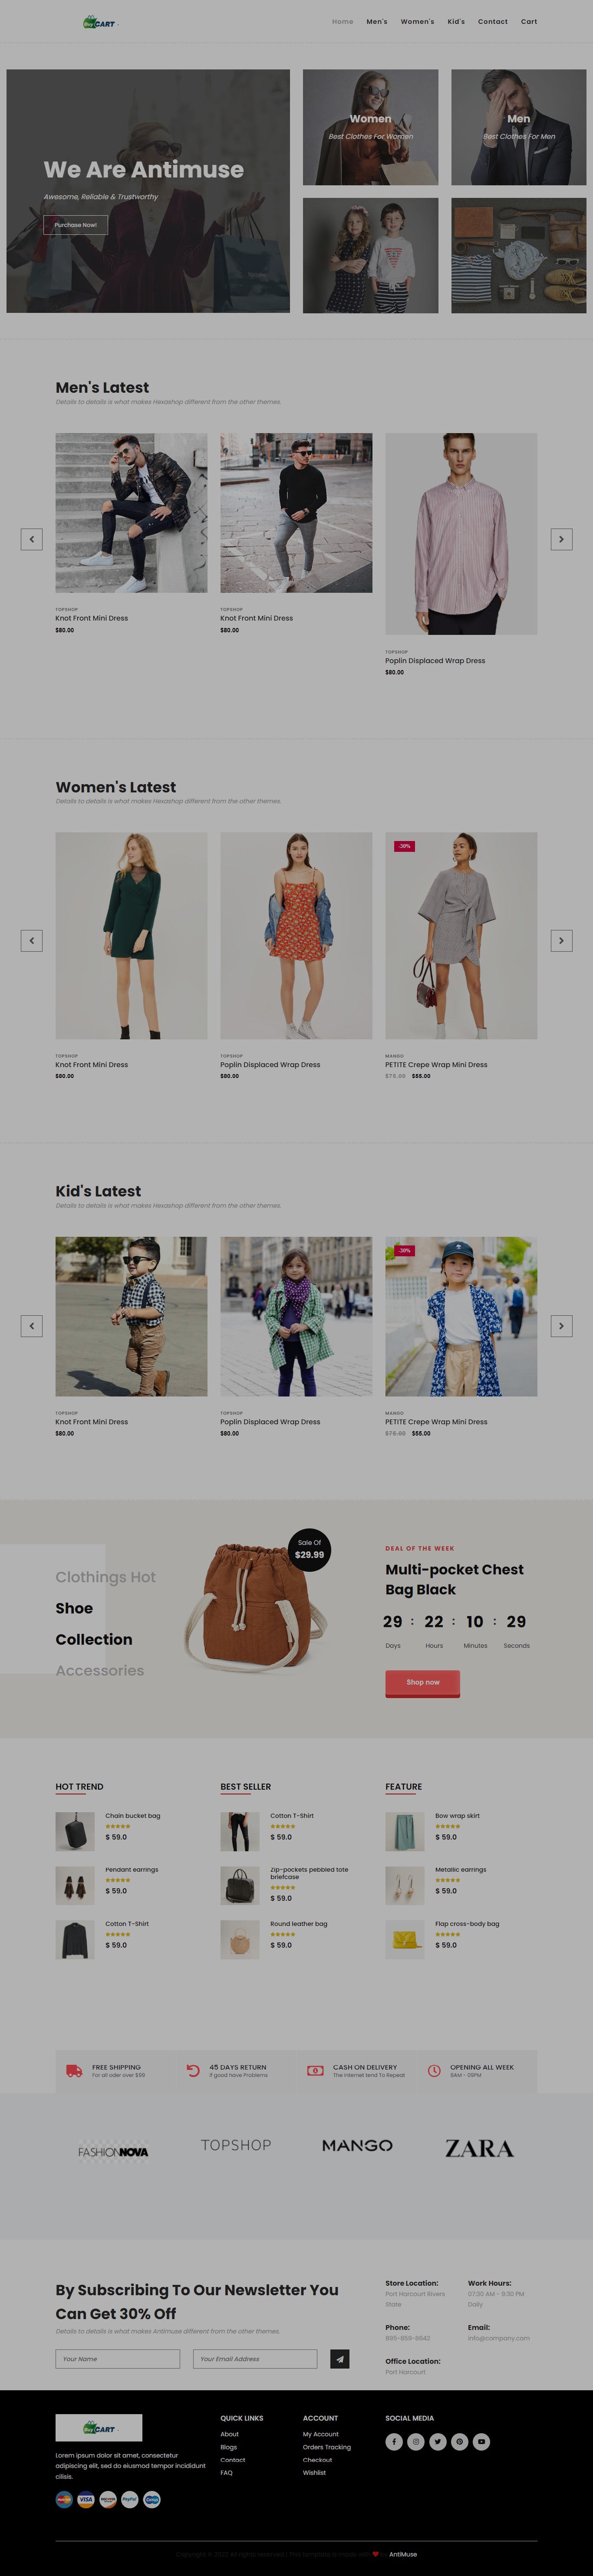 Buy CART
Home Men's Women's Kid's Contact Cart
We Are Antimuse
Awesome, Reliable & Trustworthy
Purchase Now!
Women
Best Clothes For Women
Men
Best Clothes For Men
Men's Latest
Details to details is what makes Hexashop different from the other themes.
TOPSHOP
Knot Front Mini Dress
$80.00
TOPSHOP
Knot Front Mini Dress
$80.00
TOPSHOP
Poplin Displaced Wrap Dress
$80.00
Women's Latest
Details to details is what makes Hexashop different from the other themes.
-30%
TOPSHOP
Knot Front Mini Dress
$80.00
TOPSHOP
Poplin Displaced Wrap Dress
$80.00
MANGO
PETITE Crepe Wrap Mini Dress
$75.00 $55.00
Kid's Latest
Details to details is what makes Hexashop different from the other themes.
-30%
TOPSHOP
Knot Front Mini Dress
$80.00
TOPSHOP
Poplin Displaced Wrap Dress
$80.00
MANGO
PETITE Crepe Wrap Mini Dress
$75.00 $55.00
Clothings Hot
Shoe
Collection
Accessories
Sale Of
$29.99
DEAL OF THE WEEK
Multi-pocket Chest
Bag Black
29 : 22 : 10 : 29
Days Hours Minutes Seconds
Shop now
HOT TREND
Chain bucket bag
$ 59.0
Pendant earrings
$ 59.0
Cotton T-Shirt
$ 59.0
BEST SELLER
Cotton T-Shirt
$ 59.0
Zip-pockets pebbled tote
briefcase
$ 59.0
Round leather bag
$ 59.0
FEATURE
Bow wrap skirt
$ 59.0
Metallic earrings
$ 59.0
Flap cross-body bag
$ 59.0
FREE SHIPPING
For all oder over $99
45 DAYS RETURN
If good have Problems
CASH ON DELIVERY
The Internet tend To Repeat
OPENING ALL WEEK
8AM - 09PM
FASHIONNOVA
TOPSHOP
MANGO
ZARA
By Subscribing To Our Newsletter You
Can Get 30% Off
Details to details is what makes Antimuse different from the other themes.
Your Name
Your Email Address
Store Location:
Port Harcourt Rivers
State
Work Hours:
07:30 AM - 9:30 PM
Daily
Phone:
Email:
info@company.com
Office Location:
Port Harcourt
Buy CART
Lorem ipsum dolor sit amet, consectetur
adipiscing elit, sed do eiusmod tempor incididunt
cilisis.
VISA
PayPal
QUICK LINKS
About
Blogs
Contact
FAQ
ACCOUNT
My Account
Orders Tracking
Checkout
Wishlist
SOCIAL MEDIA
AntiMuse